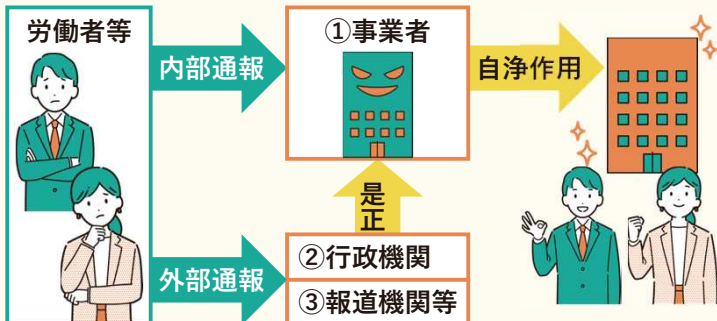 労働者等
内部通報
①事業者
自浄作用
是正
外部通報
②行政機関
③報道機関等